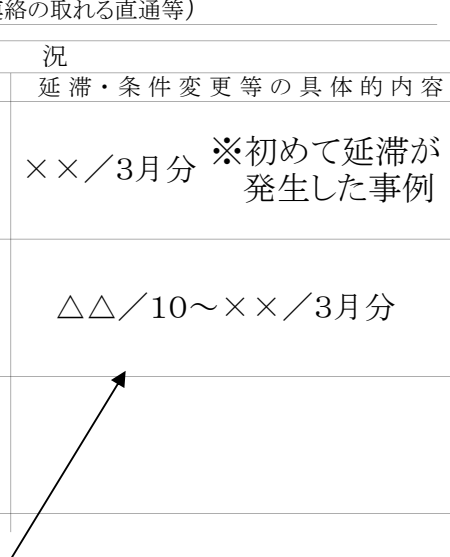 絡の取れる直通等）
況
延滞・条件変更等の具体的内容
××／3月分 ※初めて延滞が
発生した事例
△△／10～××／3月分